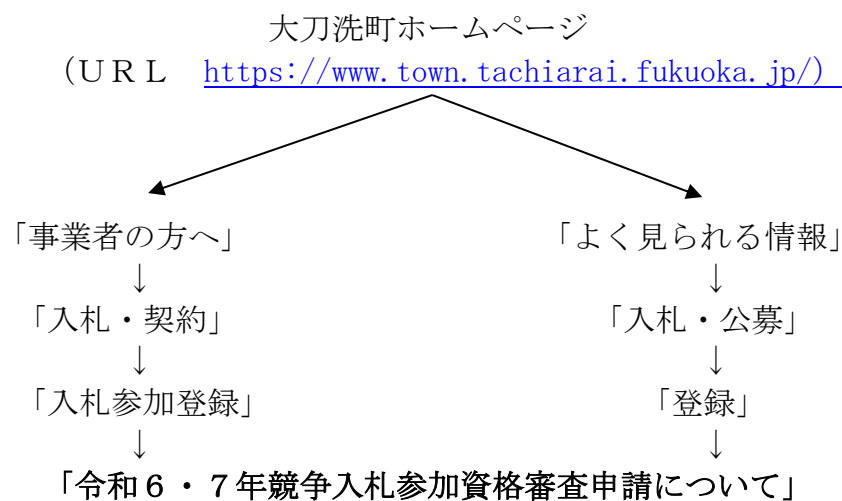 大刀洗町ホームページ
(ＵＲＬ　https://www.town.tachiarai.fukuoka.jp/)
「事業者の方へ」　「よく見られる情報」
↓　↓
「入札・契約」　「入札・公募」
↓　↓
「入札参加登録」　「登録」
↓　↓
「令和６・７年競争入札参加資格審査申請について」